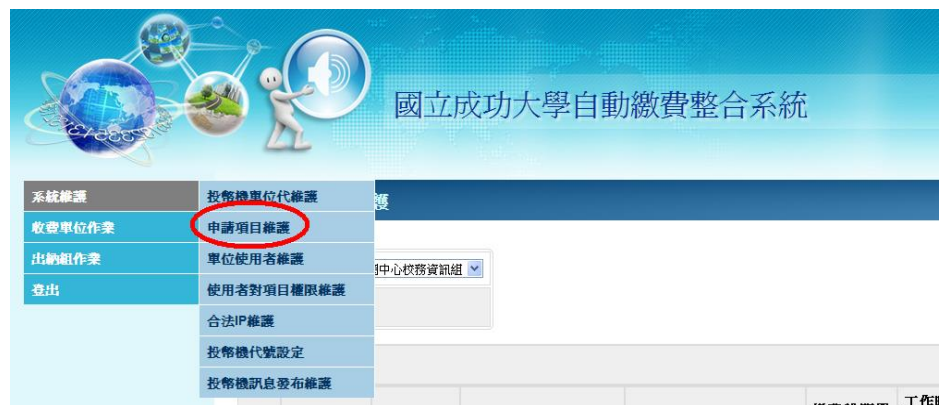 國立成功大學自動繳費整合系統
系統維護
收費單位作業
出納組作業
登出
投幣機單位代維護
申請項目維護
單位使用者維護
使用者對項目權限維護
合法IP維護
投幣機代號設定
投幣機訊息發布維護
護
中心校務資訊組